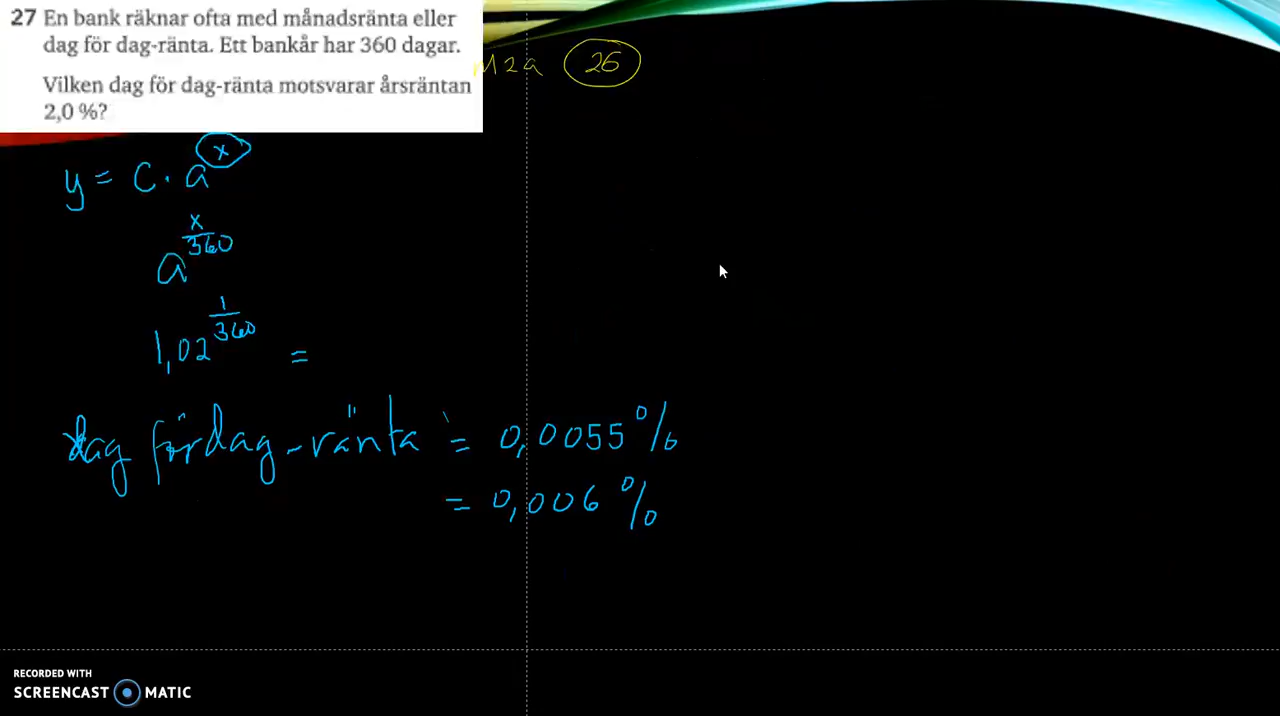 27 En bank räknar ofta med månadsränta eller
dag för dag-ränta. Ett bankår har 360 dagar.
Vilken dag för dag-ränta motsvarar årsräntan
2,0 %?
M2a 26
y = C · a^x
a^(x/360)
1,02^(1/360) =
dag för dag-ränta = 0,0055 %
= 0,006 %
RECORDED WITH
SCREENCAST MATIC